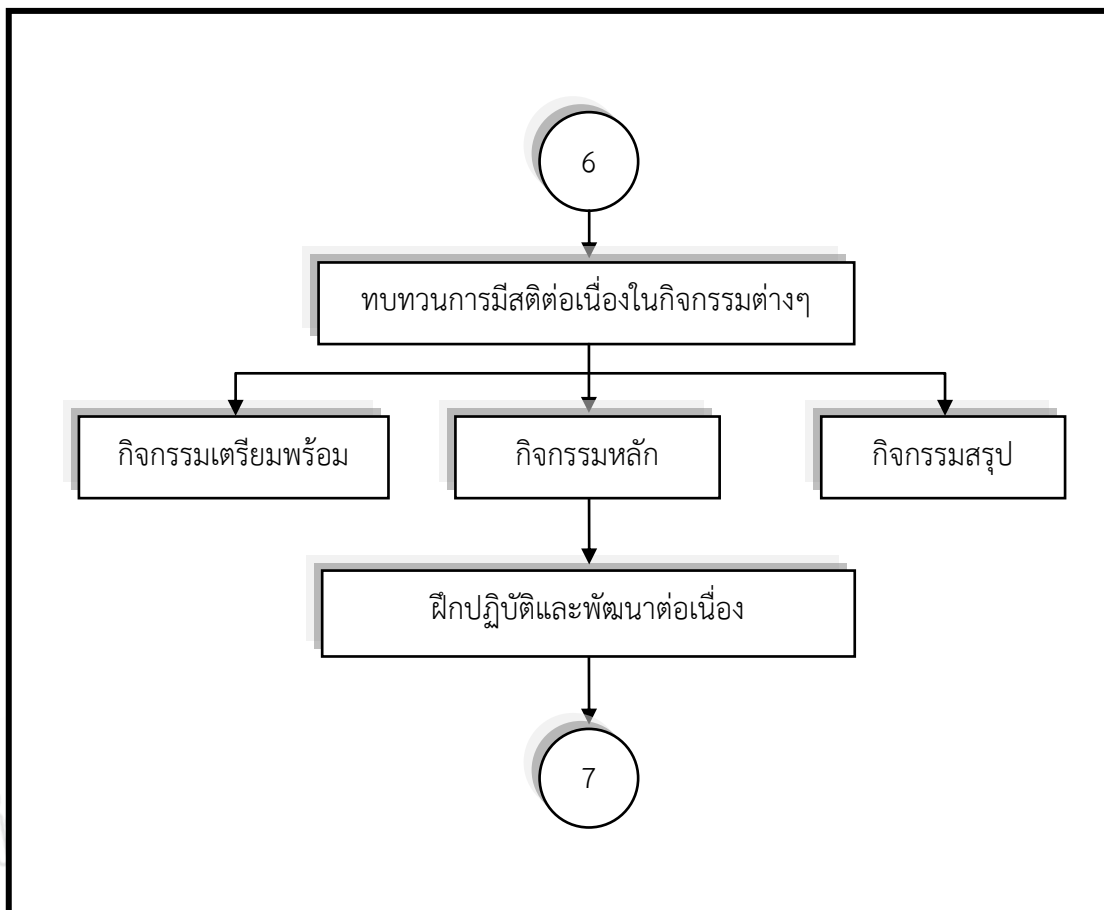 6
ทบทวนการมีสติต่อเนื่องในกิจกรรมต่างๆ
กิจกรรมเตรียมพร้อม
กิจกรรมหลัก
กิจกรรมสรุป
ฝึกปฏิบัติและพัฒนาต่อเนื่อง
7